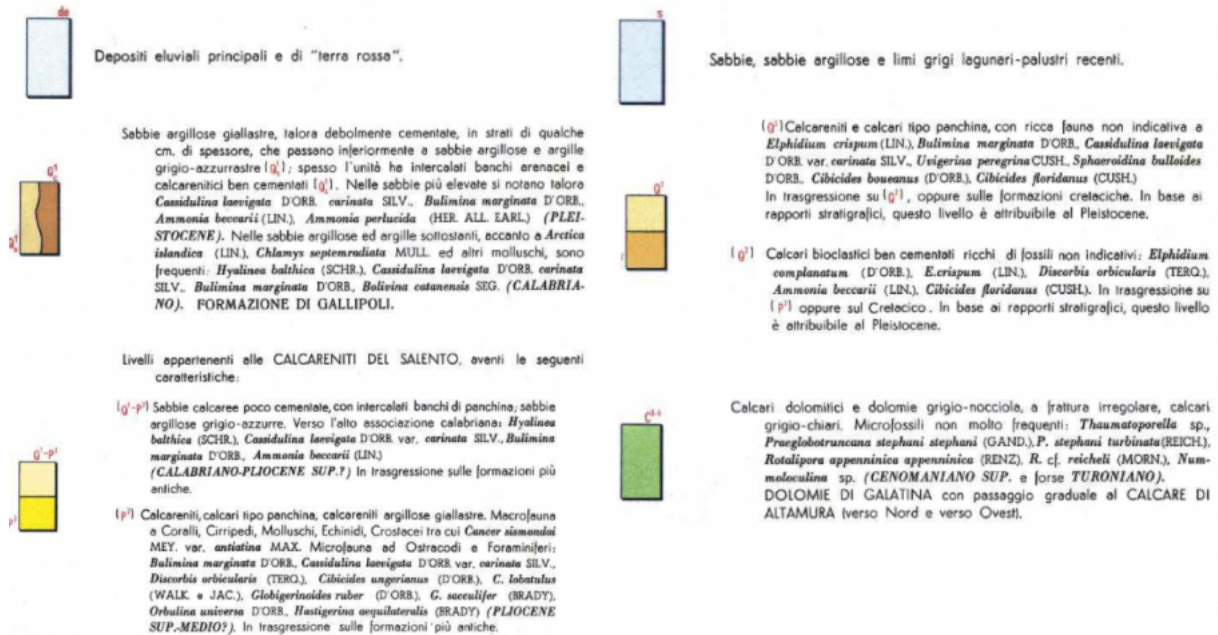 de
Depositi eluviali principali e di "terra rossa".
Sabbie argillose giallastre, talora debolmente cementate, in strati di qualche
cm. di spessore, che passano inferiormente a sabbie argillose e argille
grigio-azzurrastre (Q¹s); spesso l'unità ha intercalati banchi arenacei e
calcarenitici ben cementati (Q¹c). Nelle sabbie più elevate si notano talora
Cassidulina laevigata D'ORB. carinata SILV., Bulimina marginata D'ORB.,
Ammonia beccarii (LIN.), Ammonia perlucida (HER. ALL. EARL.) (PLEI-
STOCENE). Nelle sabbie argillose ed argille sottostanti, accanto a Arctica
islandica (LIN.), Chlamys septemradiata MULL. ed altri molluschi, sono
frequenti: Hyalinea balthica (SCHR.), Cassidulina laevigata D'ORB. carinata
SILV., Bulimina marginata D'ORB., Bolivina catanensis SEG. (CALABRIA-
NO). FORMAZIONE DI GALLIPOLI.
Livelli appartenenti alle CALCARENITI DEL SALENTO, aventi le seguenti
caratteristiche:
Q¹-P³
(Q¹-P³) Sabbie calcaree poco cementate, con intercalati banchi di panchina; sabbie
argillose grigio-azzurre. Verso l'alto associazione calabriana: Hyalinea
balthica (SCHR.), Cassidulina laevigata D'ORB. var. carinata SILV., Bulimina
marginata D'ORB., Ammonia beccarii (LIN.)
(CALABRIANO-PLIOCENE SUP.?) In trasgressione sulle formazioni più
antiche.
(P³) Calcareniti, calcari tipo panchina, calcareniti argillose giallastre. Macrofauna
a Coralli, Cirripedi, Molluschi, Echinidi, Crostacei tra cui Cancer sismondai
MEY. var. antiatina MAX. Microfauna ad Ostracodi e Foraminiferi:
Bulimina marginata D'ORB., Cassidulina laevigata D'ORB. var. carinata SILV.,
Discorbis orbicularis (TERQ.), Cibicides ungerianus (D'ORB.), C. lobatulus
(WALK. e JAC.), Globigerinoides ruber (D'ORB.), G. sacculifer (BRADY),
Orbulina universa D'ORB., Hastigerina aequilateralis (BRADY) (PLIOCENE
SUP.-MEDIO?). In trasgressione sulle formazioni più antiche.
s
Sabbie, sabbie argillose e limi grigi lagunari-palustri recenti.
(Q³) Calcareniti e calcari tipo panchina, con ricca fauna non indicativa a
Elphidium crispum (LIN.), Bulimina marginata D'ORB., Cassidulina laevigata
D'ORB. var. carinata SILV., Uvigerina peregrina CUSH., Sphaeroidina bulloides
D'ORB., Cibicides boueanus (D'ORB.), Cibicides floridanus (CUSH.)
In trasgressione su (Q²), oppure sulle formazioni cretaciche. In base ai
rapporti stratigrafici, questo livello è attribuibile al Pleistocene.
(Q²) Calcari bioclastici ben cementati ricchi di fossili non indicativi: Elphidium
complanatum (D'ORB.), E. crispum (LIN.), Discorbis orbicularis (TERQ.),
Ammonia beccarii (LIN.), Cibicides floridanus (CUSH.). In trasgressione su
(P³) oppure sul Cretacico. In base ai rapporti stratigrafici, questo livello
è attribuibile al Pleistocene.
Calcari dolomitici e dolomie grigio-nocciola, a frattura irregolare, calcari
grigio-chiari. Microfossili non molto frequenti: Thaumatoporella sp.,
Praeglobotruncana stephani stephani (GAND.), P. stephani turbinata (REICH.),
Rotalipora appenninica appenninica (RENZ), R. cf. reicheli (MORN.), Num-
moloculina sp. (CENOMANIANO SUP. e forse TURONIANO).
DOLOMIE DI GALATINA con passaggio graduale al CALCARE DI
ALTAMURA (verso Nord e verso Ovest).